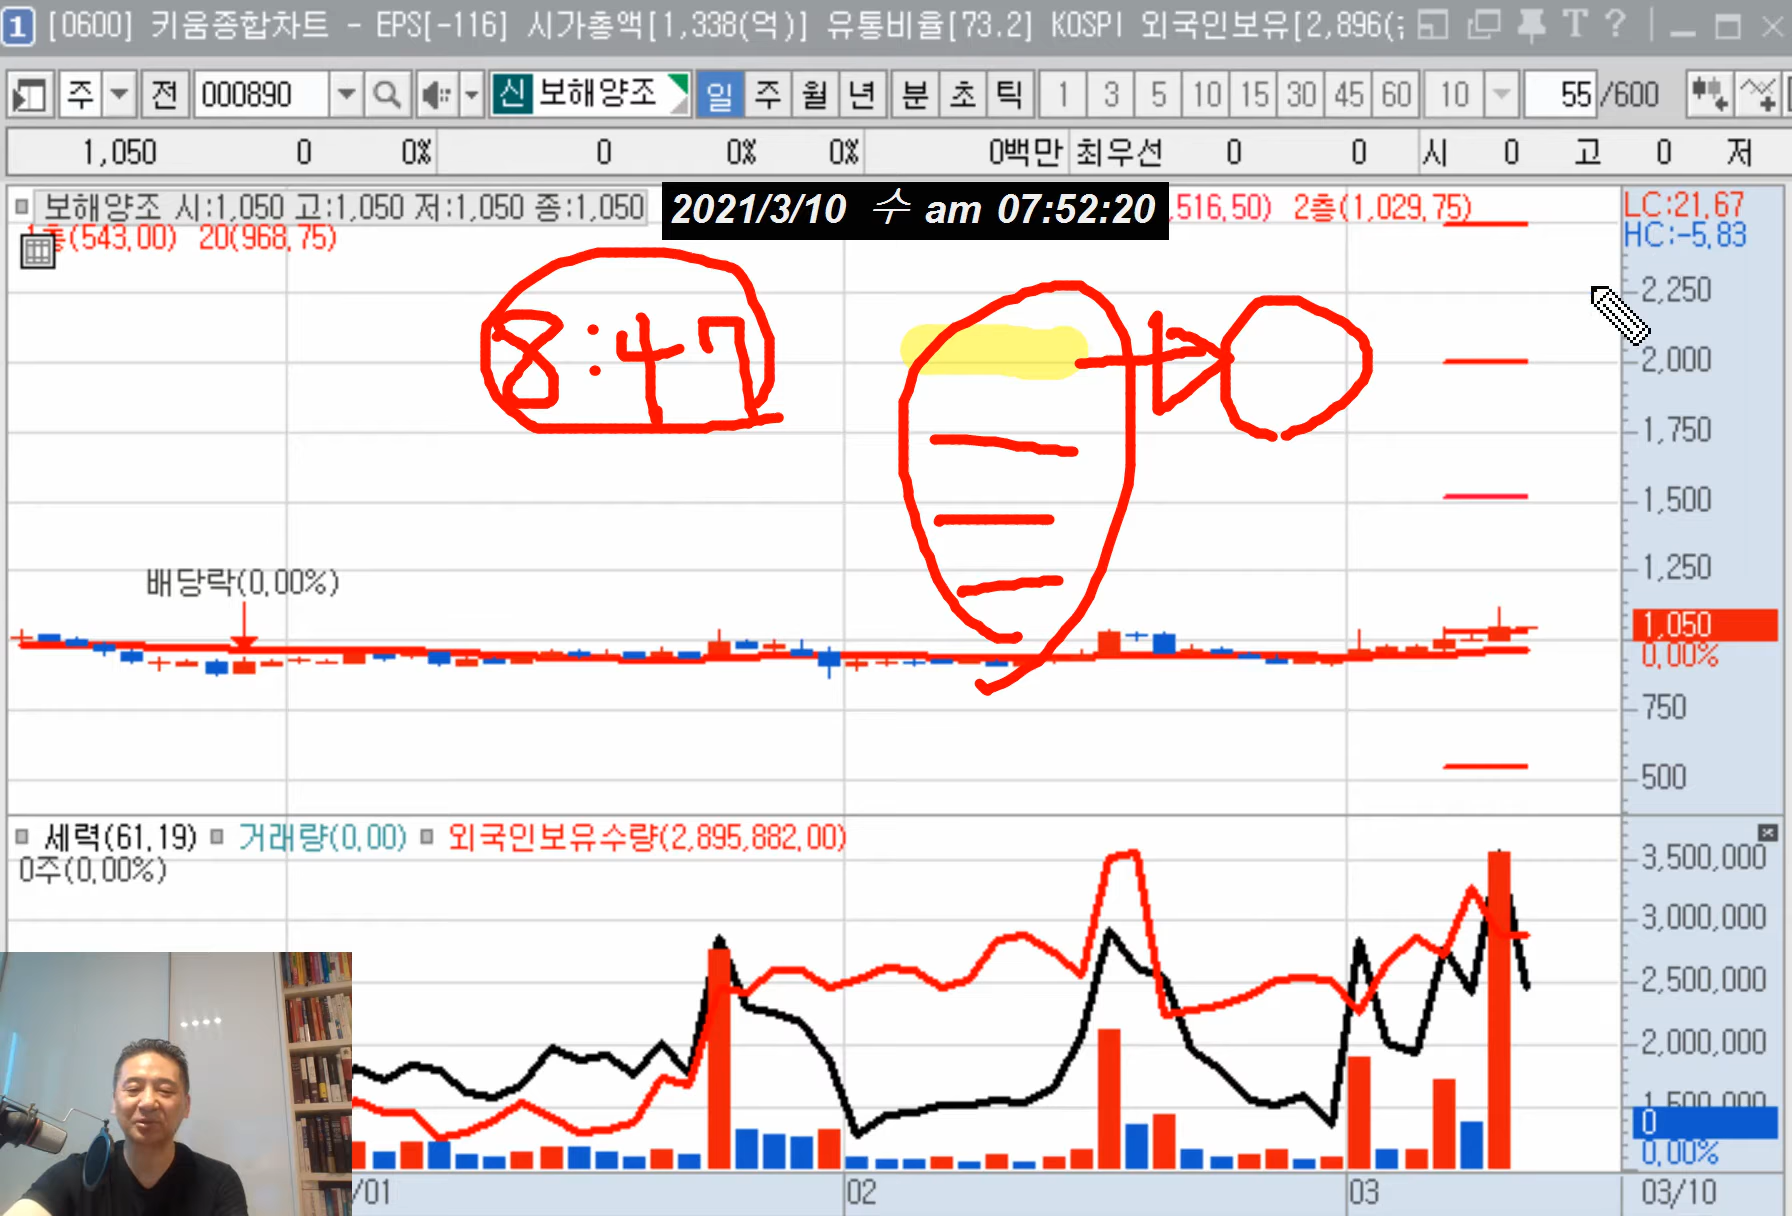 1 [0600] 키움종합차트 - EPS[-116] 시가총액[1,338(억)] 유통비율[73.2] KOSPI 외국인보유[2,896(
주 전 000890 신 보해양조 일 주 월 년 분 초 틱 1 3 5 10 15 30 45 60 10 55 /600
1,050 0 0% 0 0% 0% 0백만 최우선 0 0 시 0 고 0 저
보해양조 시:1,050 고:1,050 저:1,050 종:1,050 2021/3/10 수 am 07:52:20 ,516,50) 2층(1,029,75) LC:21,67
1층(543,00) 20(968,75) HC:-5,83
2,250
8:47
2,000
1,750
1,500
1,250
배당락(0,00%)
1,050
0,00%
750
500
세력(61,19) 거래량(0,00) 외국인보유수량(2,895,882,00)
0주(0,00%)
3,500,000
3,000,000
2,500,000
2,000,000
1,500,000
0
0,00%
/01 02 03 03/10